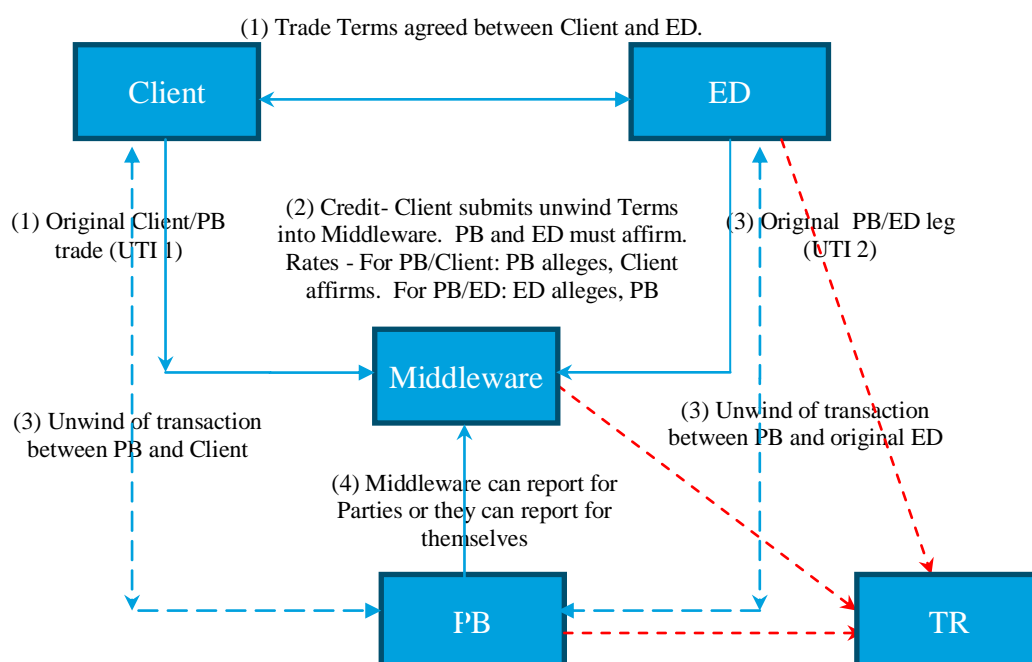 (1) Trade Terms agreed between Client and ED.
Client
ED
(1) Original Client/PB
trade (UTI 1)
(2) Credit- Client submits unwind Terms
into Middleware.  PB and ED must affirm.
Rates - For PB/Client: PB alleges, Client
affirms.  For PB/ED: ED alleges, PB
(3) Original  PB/ED leg
(UTI 2)
Middleware
(3) Unwind of transaction
between PB and Client
(3) Unwind of transaction
between PB and original ED
(4) Middleware can report for
Parties or they can report for
themselves
PB
TR